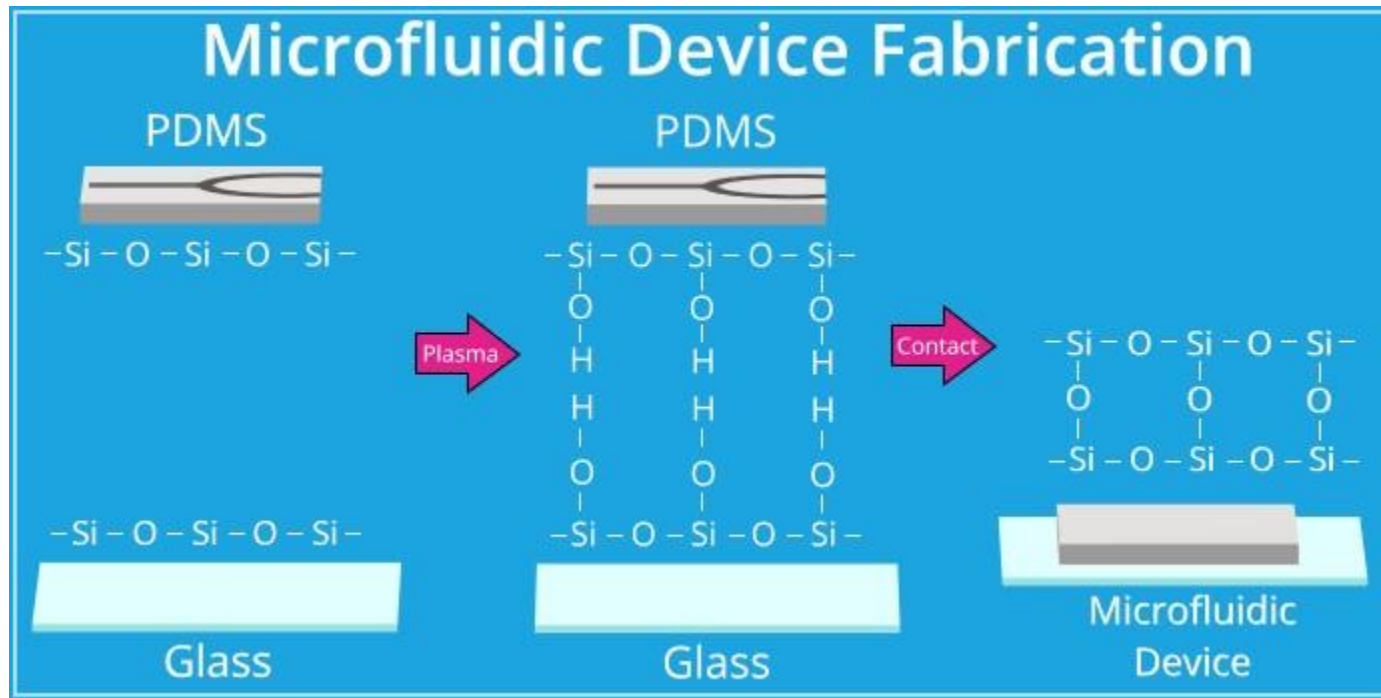 Microfluidic Device Fabrication
PDMS
– Si – O – Si – O – Si –
– Si – O – Si – O – Si –
Glass
Plasma
PDMS
– Si – O – Si – O – Si –
O O O
H H H
H H H
O O O
– Si – O – Si – O – Si –
Glass
Contact
– Si – O – Si – O – Si –
O O O
– Si – O – Si – O – Si –
Microfluidic
Device